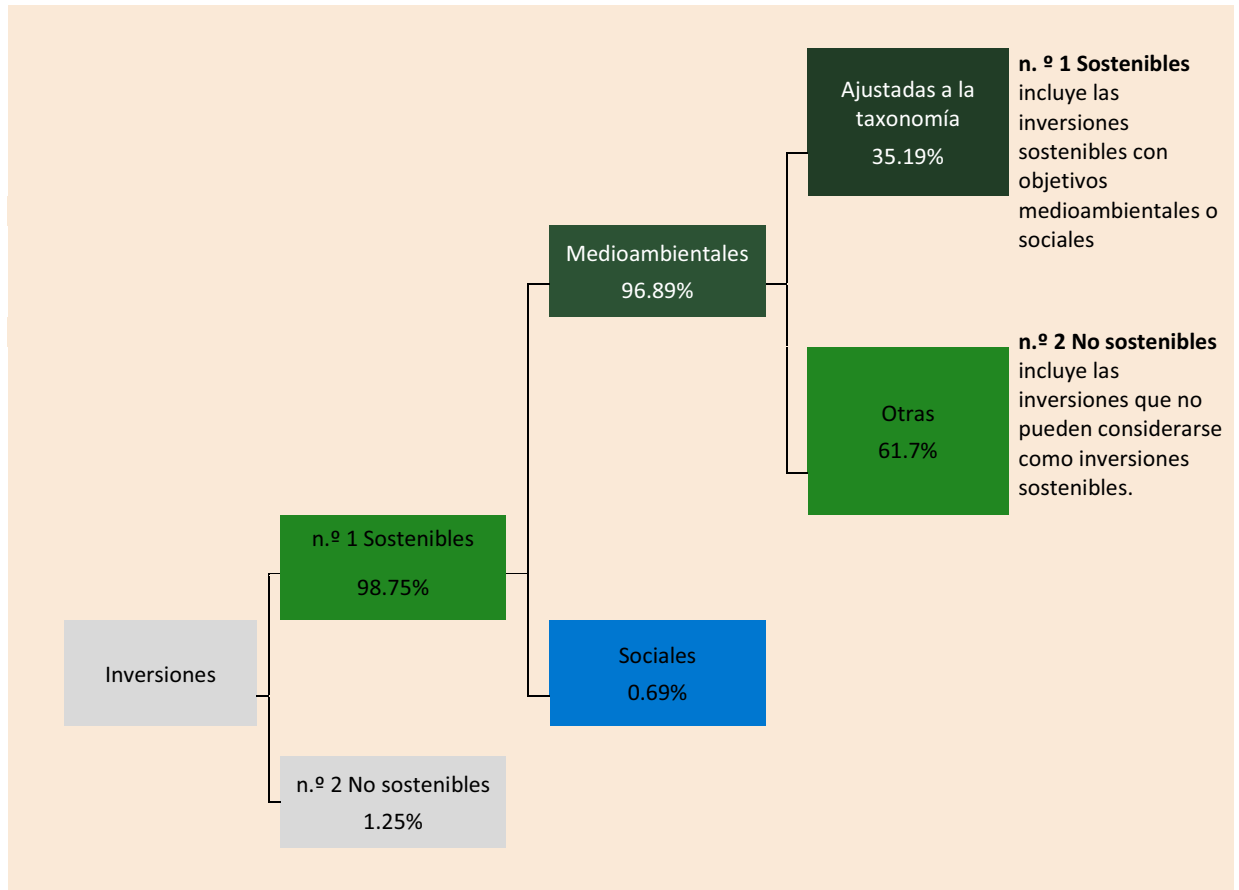 Ajustadas a la
taxonomía
35.19%
n. º 1 Sostenibles
incluye las
inversiones
sostenibles con
objetivos
medioambientales o
sociales
Medioambientales
96.89%
n.º 2 No sostenibles
incluye las
inversiones que no
pueden considerarse
como inversiones
sostenibles.
Otras
61.7%
n.º 1 Sostenibles
98.75%
Inversiones
Sociales
0.69%
n.º 2 No sostenibles
1.25%